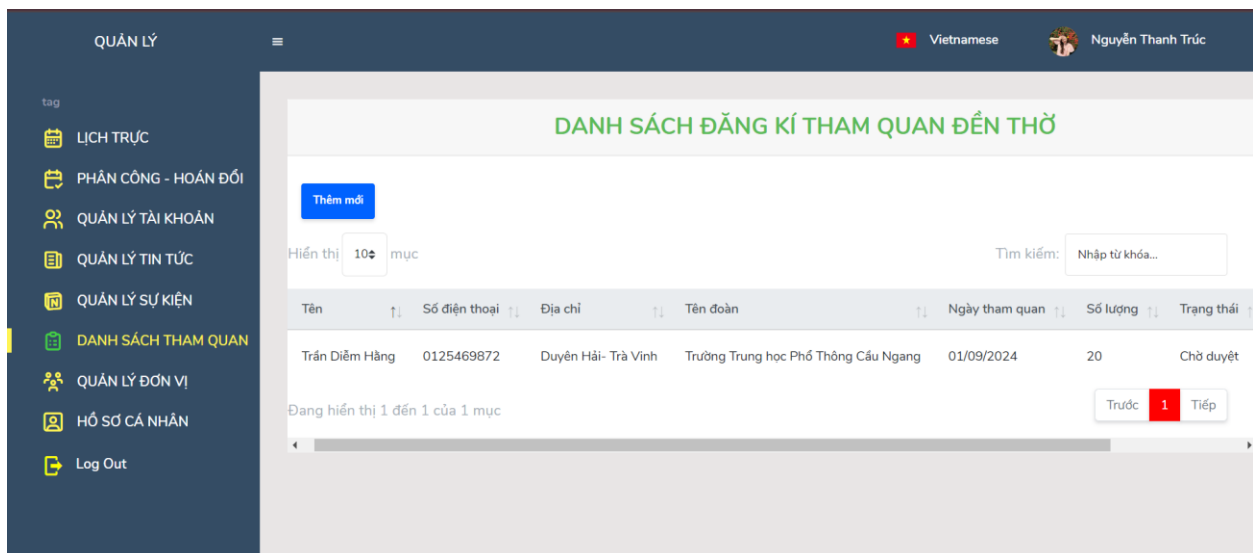 QUẢN LÝ
Vietnamese
Nguyễn Thanh Trúc
tag
LỊCH TRỰC
PHÂN CÔNG - HOÁN ĐỔI
QUẢN LÝ TÀI KHOẢN
QUẢN LÝ TIN TỨC
QUẢN LÝ SỰ KIỆN
DANH SÁCH THAM QUAN
QUẢN LÝ ĐƠN VỊ
HỒ SƠ CÁ NHÂN
Log Out
DANH SÁCH ĐĂNG KÍ THAM QUAN ĐỀN THỜ
Thêm mới
Hiển thị 10 mục
Tìm kiếm: Nhập từ khóa...
Tên Số điện thoại Địa chỉ Tên đoàn Ngày tham quan Số lượng Trạng thái
Trần Diễm Hằng 0125469872 Duyên Hải- Trà Vinh Trường Trung học Phổ Thông Cầu Ngang 01/09/2024 20 Chờ duyệt
Đang hiển thị 1 đến 1 của 1 mục
Trước 1 Tiếp